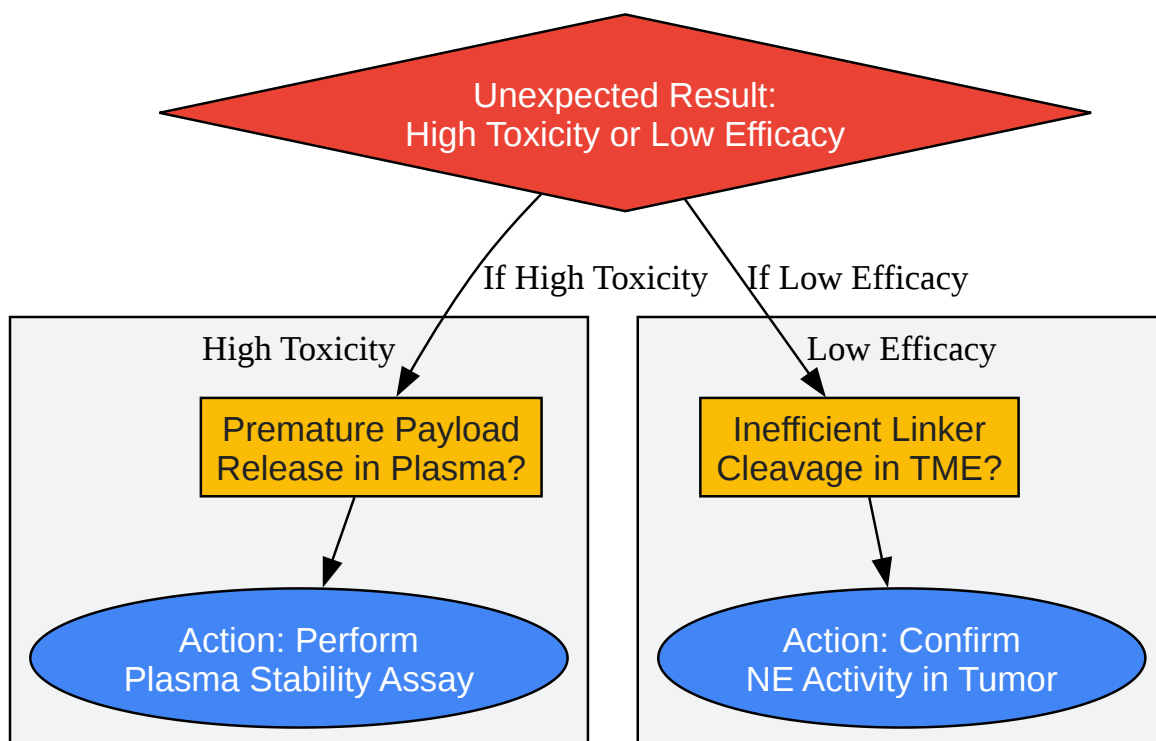 Unexpected Result:
High Toxicity or Low Efficacy
If High Toxicity
If Low Efficacy
High Toxicity
Low Efficacy
Premature Payload
Release in Plasma?
Inefficient Linker
Cleavage in TME?
Action: Perform
Plasma Stability Assay
Action: Confirm
NE Activity in Tumor